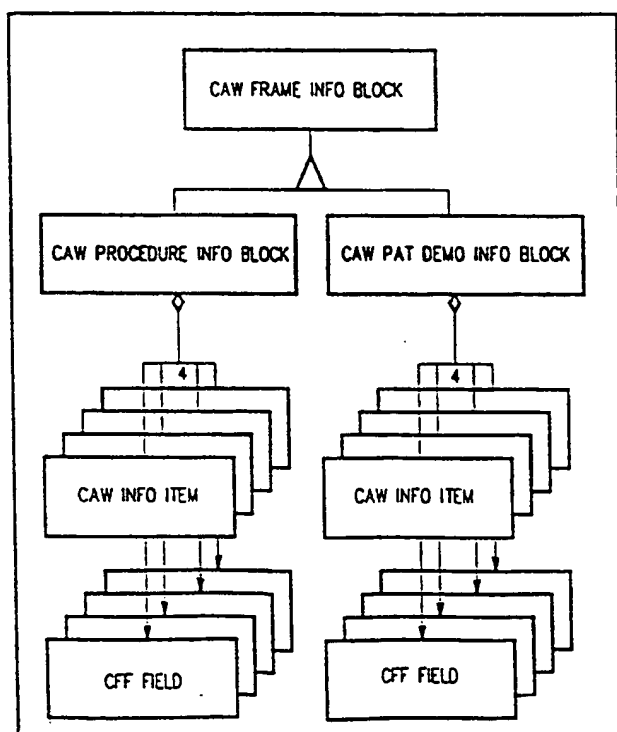 CAW FRAME INFO BLOCK
CAW PROCEDURE INFO BLOCK
CAW PAT DEMO INFO BLOCK
4
4
CAW INFO ITEM
CAW INFO ITEM
CFF FIELD
CFF FIELD